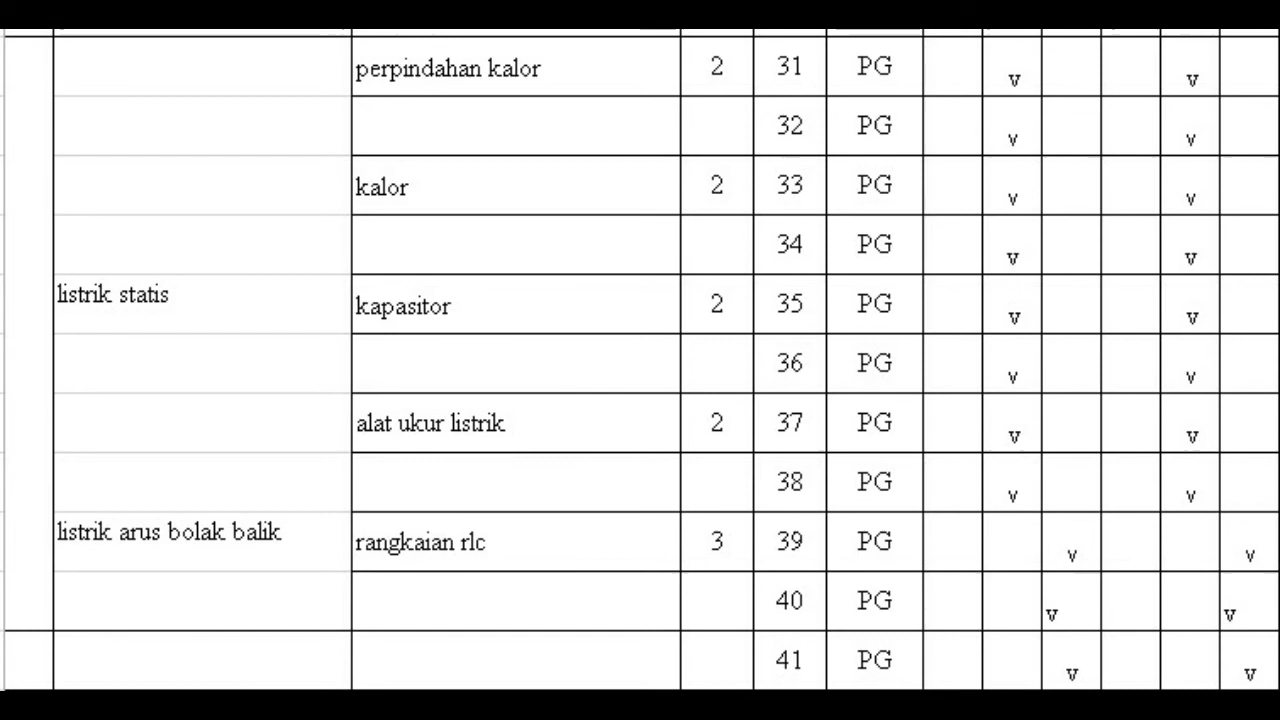 perpindahan kalor 2 31 PG v v
32 PG v v
kalor 2 33 PG v v
34 PG v v
listrik statis kapasitor 2 35 PG v v
36 PG v v
alat ukur listrik 2 37 PG v v
38 PG v v
listrik arus bolak balik rangkaian rlc 3 39 PG v v
40 PG v v
41 PG v v